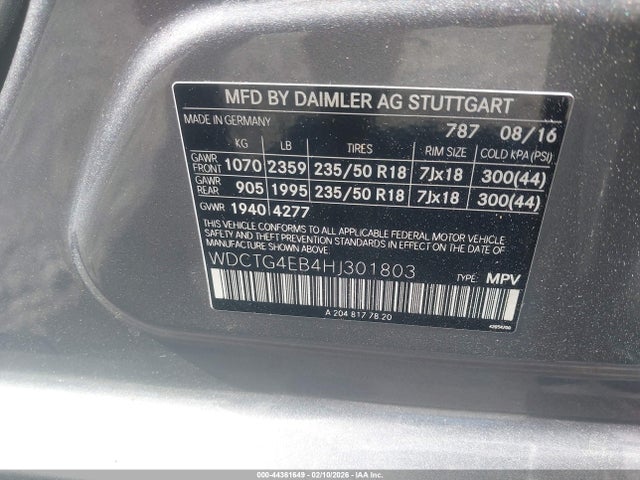 MFD BY DAIMLER AG STUTTGART
MADE IN GERMANY 787 08/16
KG LB TIRES RIM SIZE COLD KPA (PSI)
GAWR FRONT 1070 2359 235/50 R18 7Jx18 300(44)
GAWR REAR 905 1995 235/50 R18 7Jx18 300(44)
GVWR 1940 4277
THIS VEHICLE CONFORMS TO ALL APPLICABLE FEDERAL MOTOR VEHICLE
SAFETY AND THEFT PREVENTION STANDARDS IN EFFECT ON THE DATE OF
MANUFACTURE SHOWN ABOVE.
WDCTG4EB4HJ301803 TYPE: MPV
A 204 817 78 20
000-44361649 - 02/10/2026 - IAAI, Inc.